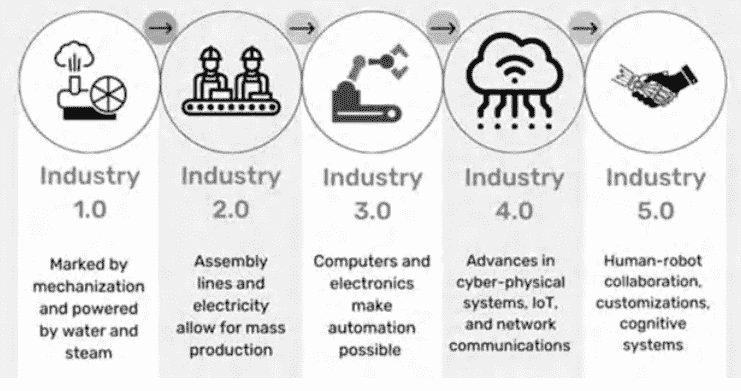 Industry
1.0
Marked by
mechanization
and powered
by water and
steam
Industry
2.0
Assembly
lines and
electricity
allow for mass
production
Industry
3.0
Computers and
electronics
make
automation
possible
Industry
4.0
Advances in
cyber-physical
systems, IoT,
and network
communications
Industry
5.0
Human-robot
collaboration,
customizations,
cognitive
systems